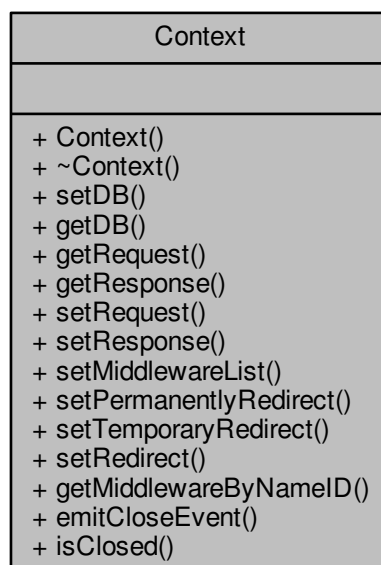 Context
+ Context()
+ ~Context()
+ setDB()
+ getDB()
+ getRequest()
+ getResponse()
+ setRequest()
+ setResponse()
+ setMiddlewareList()
+ setPermanentlyRedirect()
+ setTemporaryRedirect()
+ setRedirect()
+ getMiddlewareByNameID()
+ emitCloseEvent()
+ isClosed()